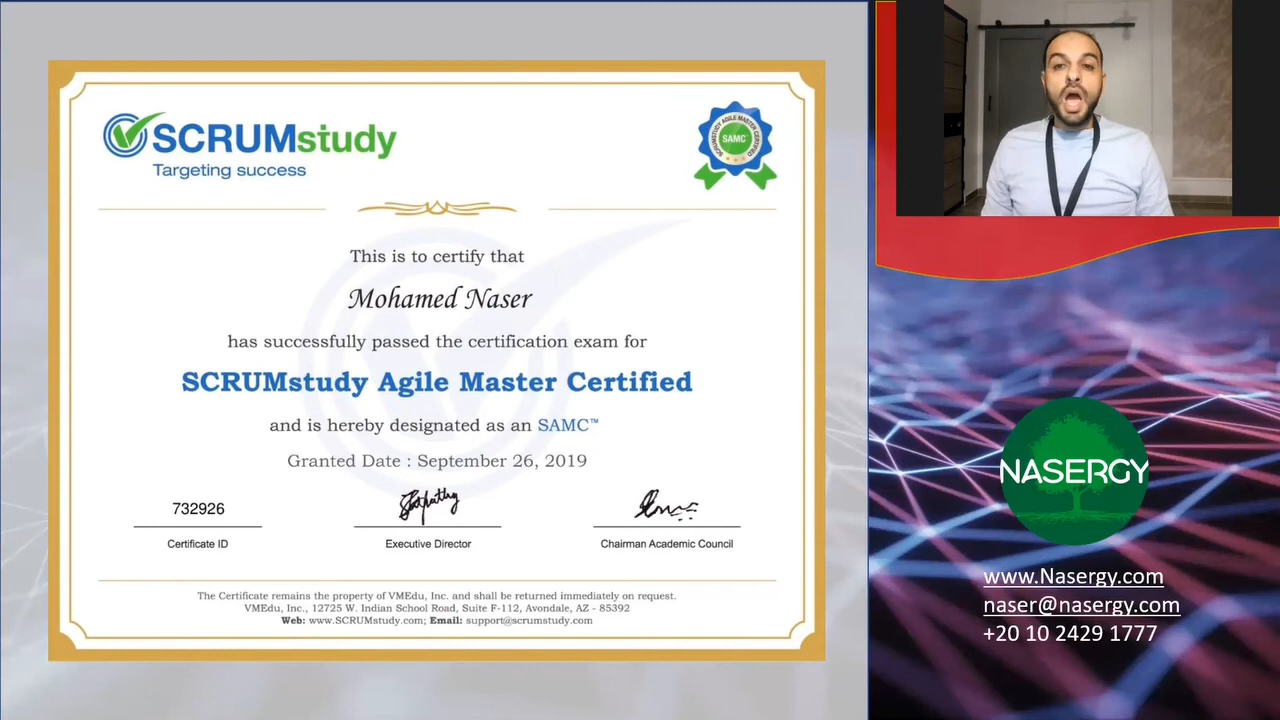 SCRUMstudy
Targeting success
SCRUMSTUDY AGILE MASTER CERTIFIED
SAMC
This is to certify that
Mohamed Naser
has successfully passed the certification exam for
SCRUMstudy Agile Master Certified
and is hereby designated as an SAMC™
Granted Date : September 26, 2019
732926
Certificate ID
Executive Director
Chairman Academic Council
The Certificate remains the property of VMEdu, Inc. and shall be returned immediately on request.
VMEdu, Inc., 12725 W. Indian School Road, Suite F-112, Avondale, AZ - 85392
Web: www.SCRUMstudy.com; Email: support@scrumstudy.com
NASERGY
www.Nasergy.com
naser@nasergy.com
+20 10 2429 1777